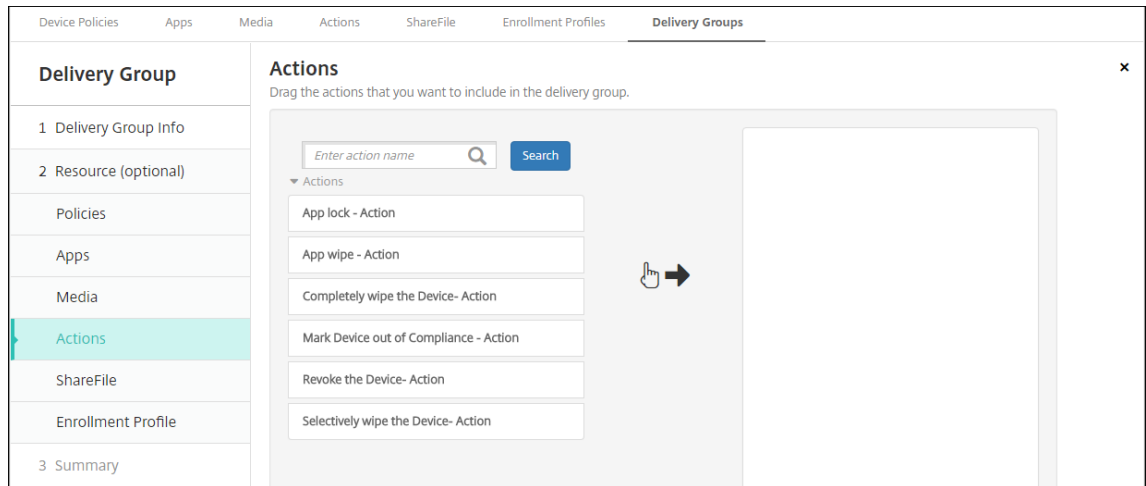 Device Policies Apps Media Actions ShareFile Enrollment Profiles Delivery Groups
Delivery Group
1 Delivery Group Info
2 Resource (optional)
Policies
Apps
Media
Actions
ShareFile
Enrollment Profile
3 Summary
Actions
Drag the actions that you want to include in the delivery group.
Enter action name Search
Actions
App lock - Action
App wipe - Action
Completely wipe the Device- Action
Mark Device out of Compliance - Action
Revoke the Device- Action
Selectively wipe the Device- Action